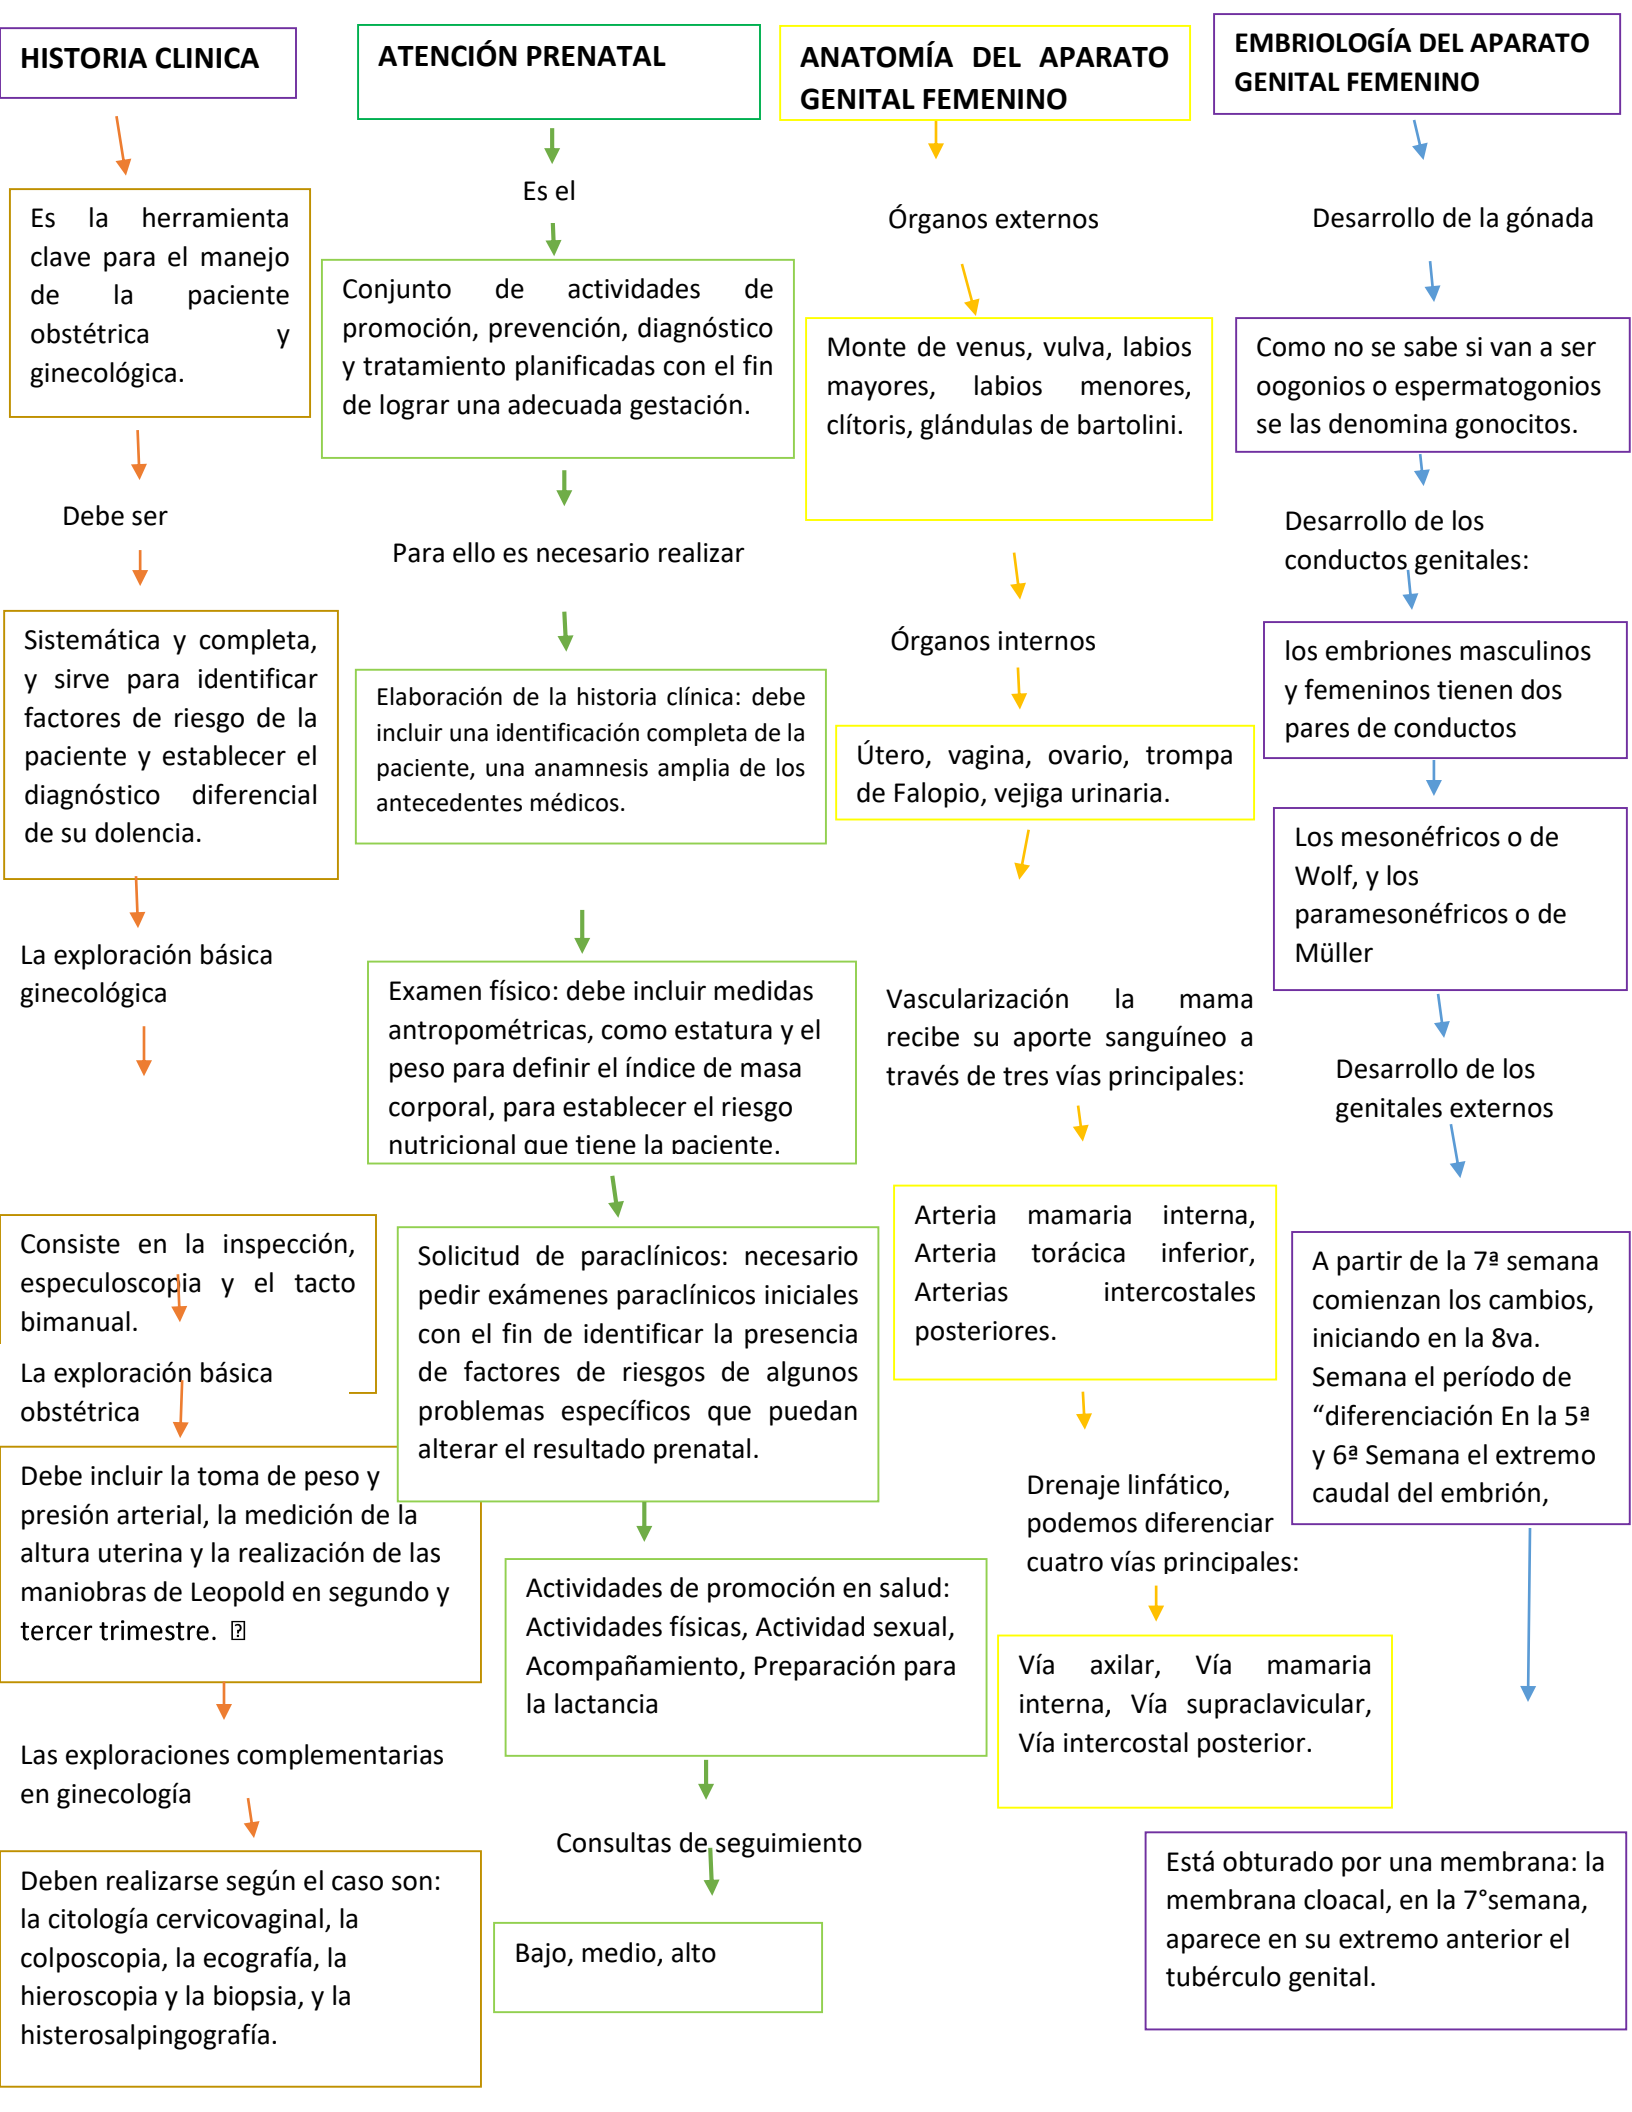 HISTORIA CLINICA
Es la herramienta
clave para el manejo
de la paciente
obstétrica y
ginecológica.
Debe ser
Sistemática y completa,
y sirve para identificar
factores de riesgo de la
paciente y establecer el
diagnóstico diferencial
de su dolencia.
La exploración básica
ginecológica
Consiste en la inspección,
especuloscopia y el tacto
bimanual.
La exploración básica
obstétrica
Debe incluir la toma de peso y
presión arterial, la medición de la
altura uterina y la realización de las
maniobras de Leopold en segundo y
tercer trimestre. 
Las exploraciones complementarias
en ginecología
Deben realizarse según el caso son:
la citología cervicovaginal, la
colposcopia, la ecografía, la
hieroscopia y la biopsia, y la
histerosalpingografía.
ATENCIÓN PRENATAL
Es el
Conjunto de actividades de
promoción, prevención, diagnóstico
y tratamiento planificadas con el fin
de lograr una adecuada gestación.
Para ello es necesario realizar
Elaboración de la historia clínica: debe
incluir una identificación completa de la
paciente, una anamnesis amplia de los
antecedentes médicos.
Examen físico: debe incluir medidas
antropométricas, como estatura y el
peso para definir el índice de masa
corporal, para establecer el riesgo
nutricional que tiene la paciente.
Solicitud de paraclínicos: necesario
pedir exámenes paraclínicos iniciales
con el fin de identificar la presencia
de factores de riesgos de algunos
problemas específicos que puedan
alterar el resultado prenatal.
Actividades de promoción en salud:
Actividades físicas, Actividad sexual,
Acompañamiento, Preparación para
la lactancia
Consultas de seguimiento
Bajo, medio, alto
ANATOMÍA DEL APARATO
GENITAL FEMENINO
Órganos externos
Monte de venus, vulva, labios
mayores, labios menores,
clítoris, glándulas de bartolini.
Órganos internos
Útero, vagina, ovario, trompa
de Falopio, vejiga urinaria.
Vascularización la mama
recibe su aporte sanguíneo a
través de tres vías principales:
Arteria mamaria interna,
Arteria torácica inferior,
Arterias intercostales
posteriores.
Drenaje linfático,
podemos diferenciar
cuatro vías principales:
Vía axilar, Vía mamaria
interna, Vía supraclavicular,
Vía intercostal posterior.
EMBRIOLOGÍA DEL APARATO
GENITAL FEMENINO
Desarrollo de la gónada
Como no se sabe si van a ser
oogonios o espermatogonios
se las denomina gonocitos.
Desarrollo de los
conductos genitales:
los embriones masculinos
y femeninos tienen dos
pares de conductos
Los mesonéfricos o de
Wolf, y los
paramesonéfricos o de
Müller
Desarrollo de los
genitales externos
A partir de la 7ª semana
comienzan los cambios,
iniciando en la 8va.
Semana el período de
“diferenciación En la 5ª
y 6ª Semana el extremo
caudal del embrión,
Está obturado por una membrana: la
membrana cloacal, en la 7°semana,
aparece en su extremo anterior el
tubérculo genital.